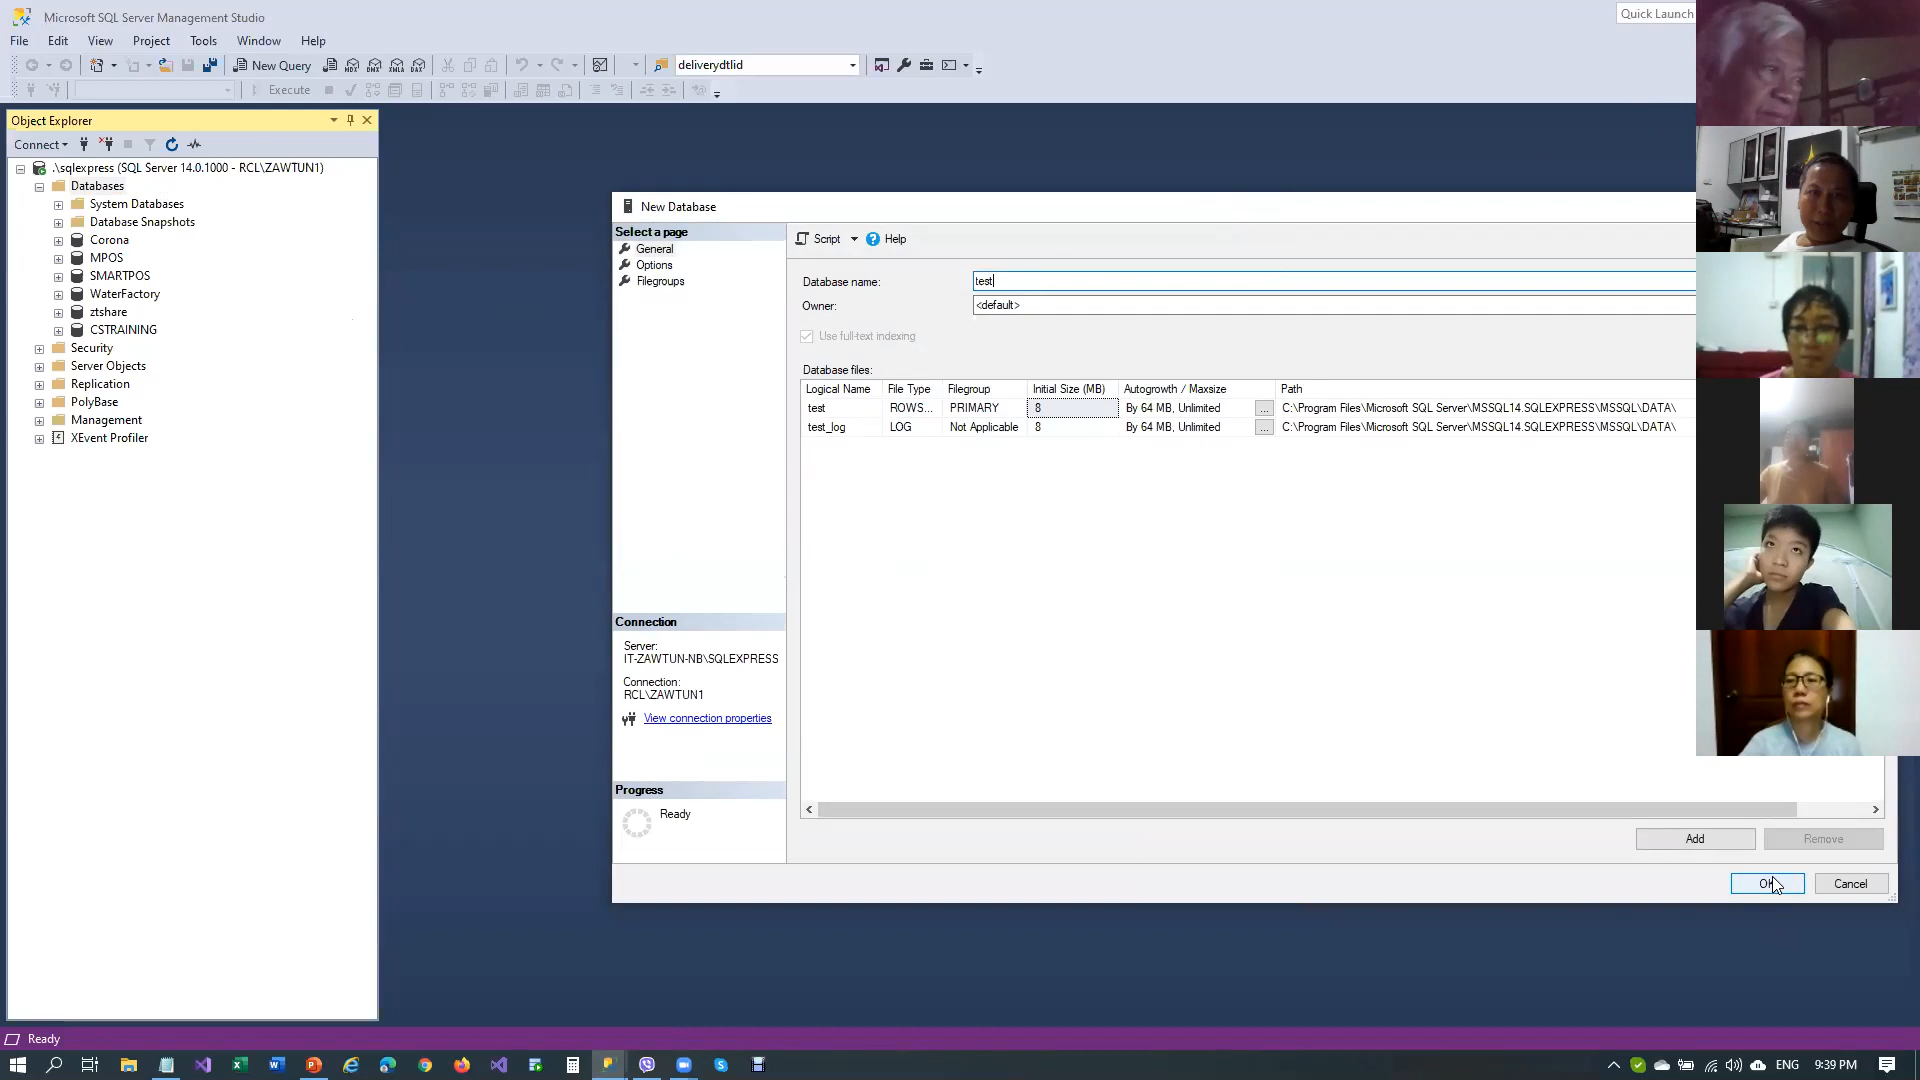 Microsoft SQL Server Management Studio
Quick Launch
File Edit View Project Tools Window Help
New Query
MDX DMX XMLA DAX
deliverydtlid
Execute
Object Explorer
Connect
.\sqlexpress (SQL Server 14.0.1000 - RCL\ZAWTUN1)
Databases
System Databases
Database Snapshots
Corona
MPOS
SMARTPOS
WaterFactory
ztshare
CSTRAINING
Security
Server Objects
Replication
PolyBase
Management
XEvent Profiler
New Database
Select a page
General
Options
Filegroups
Script Help
Database name: test
Owner: <default>
Use full-text indexing
Database files:
Logical Name File Type Filegroup Initial Size (MB) Autogrowth / Maxsize Path
test ROWS... PRIMARY 8 By 64 MB, Unlimited ... C:\Program Files\Microsoft SQL Server\MSSQL14.SQLEXPRESS\MSSQL\DATA\
test_log LOG Not Applicable 8 By 64 MB, Unlimited ... C:\Program Files\Microsoft SQL Server\MSSQL14.SQLEXPRESS\MSSQL\DATA\
Connection
Server:
IT-ZAWTUN-NB\SQLEXPRESS
Connection:
RCL\ZAWTUN1
View connection properties
Progress
Ready
Add Remove
OK Cancel
Ready
ENG 9:39 PM